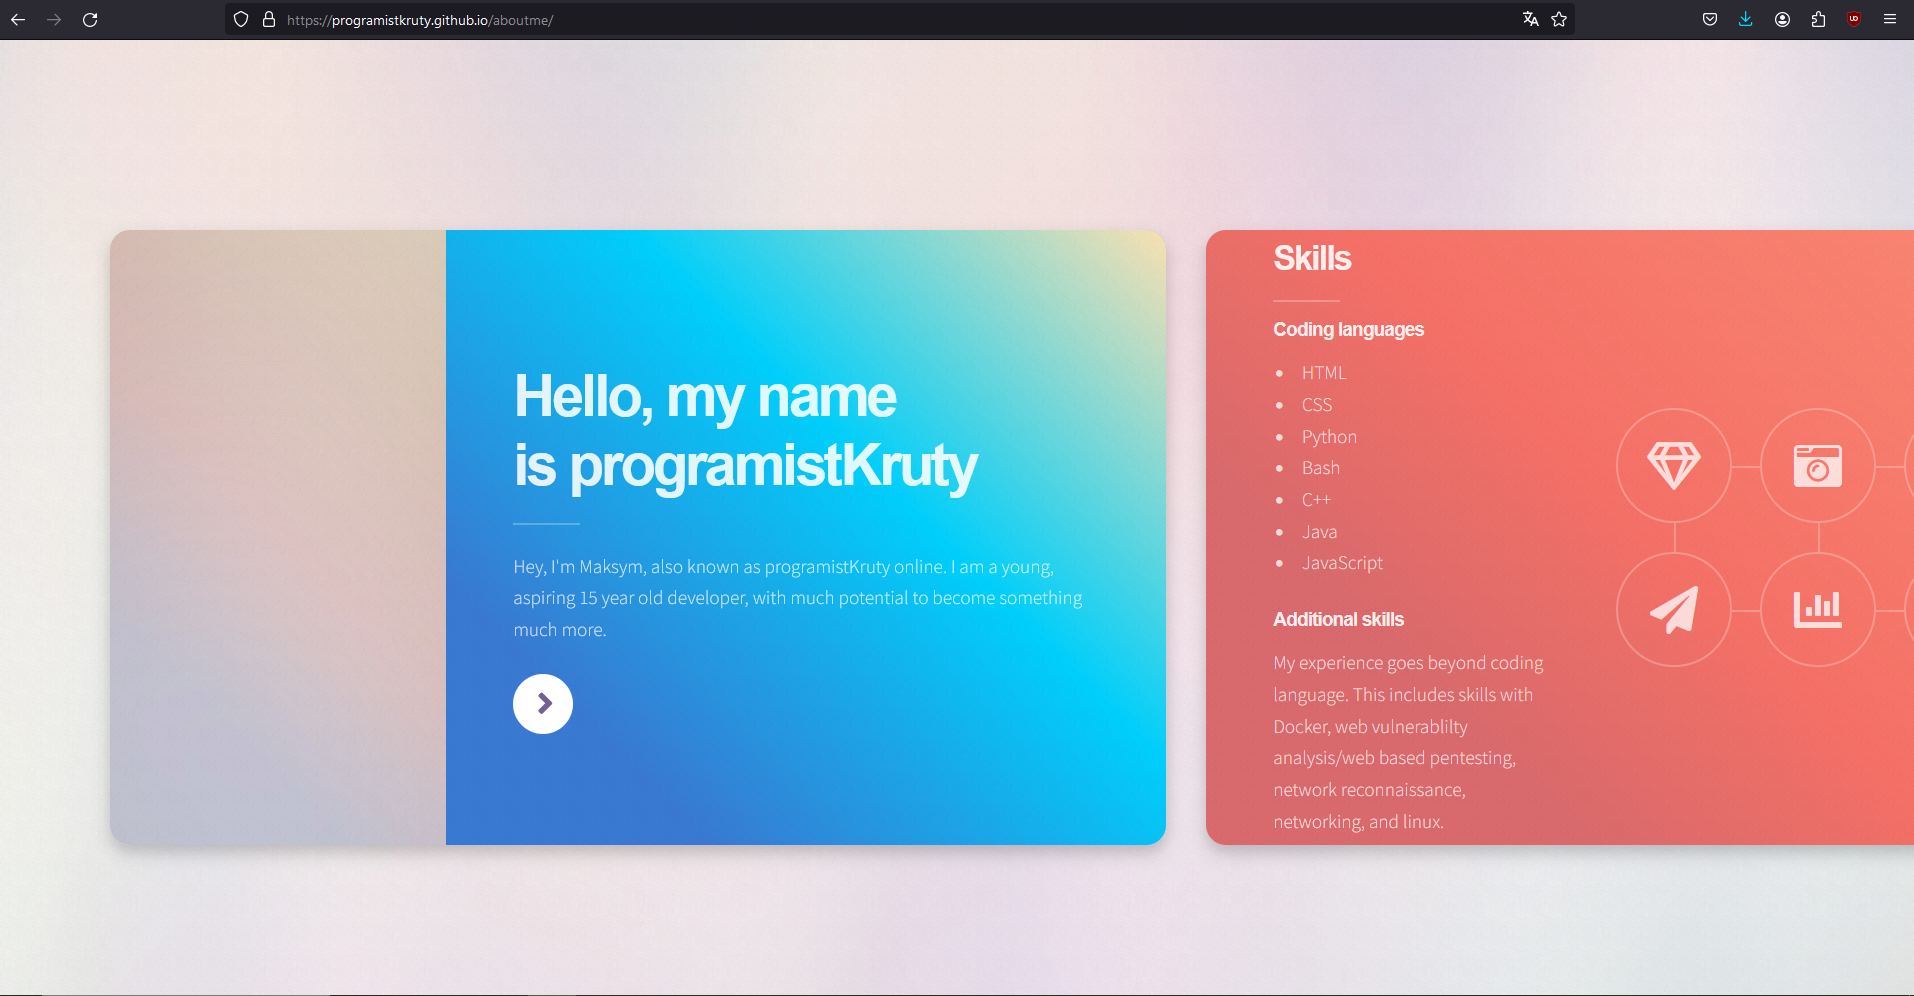 https://programistkruty.github.io/aboutme/
Hello, my name
is programistKruty
Hey, I'm Maksym, also known as programistKruty online. I am a young,
aspiring 15 year old developer, with much potential to become something
much more.
Skills
Coding languages
HTML
CSS
Python
Bash
C++
Java
JavaScript
Additional skills
My experience goes beyond coding
language. This includes skills with
Docker, web vulnerablilty
analysis/web based pentesting,
network reconnaissance,
networking, and linux.